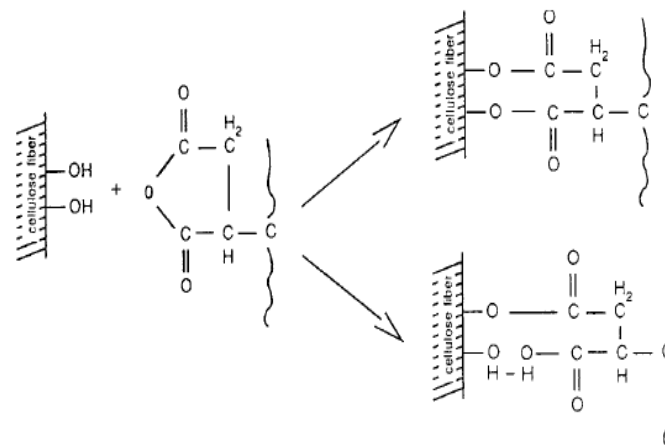 cellulose fiber
OH
OH
+
O
H2
C — C
O
C — C — C
H
O
cellulose fiber
O
H2
O — C — C
O — C — C — C
H
O
cellulose fiber
O
H2
O — C — C
O O — C — C —
H – H H
O